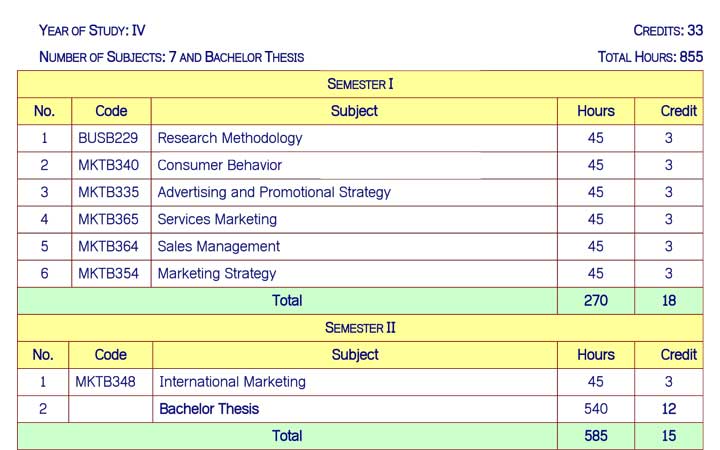 YEAR OF STUDY: IV CREDITS: 33
NUMBER OF SUBJECTS: 7 AND BACHELOR THESIS TOTAL HOURS: 855
SEMESTER I
No. Code Subject Hours Credit
1 BUSB229 Research Methodology 45 3
2 MKTB340 Consumer Behavior 45 3
3 MKTB335 Advertising and Promotional Strategy 45 3
4 MKTB365 Services Marketing 45 3
5 MKTB364 Sales Management 45 3
6 MKTB354 Marketing Strategy 45 3
Total 270 18
SEMESTER II
No. Code Subject Hours Credit
1 MKTB348 International Marketing 45 3
2 Bachelor Thesis 540 12
Total 585 15